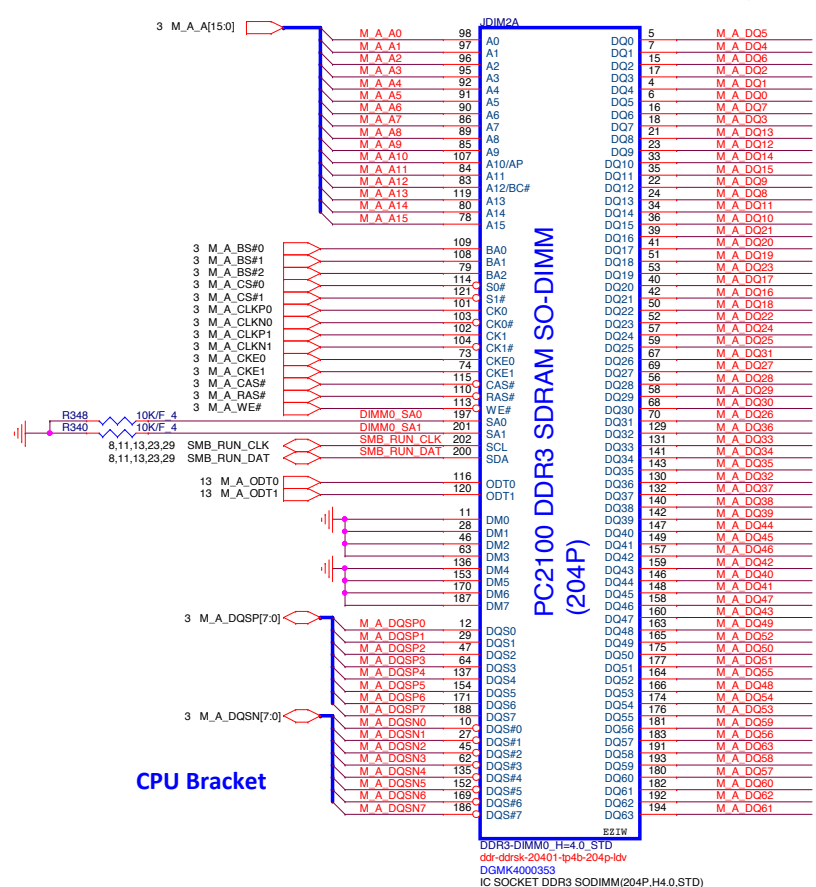 JDIM2A
3 M_A_A[15:0]
M_A_A0 98 A0
M_A_A1 97 A1
M_A_A2 96 A2
M_A_A3 95 A3
M_A_A4 92 A4
M_A_A5 91 A5
M_A_A6 90 A6
M_A_A7 86 A7
M_A_A8 89 A8
M_A_A9 85 A9
M_A_A10 107 A10/AP
M_A_A11 84 A11
M_A_A12 83 A12/BC#
M_A_A13 119 A13
M_A_A14 80 A14
M_A_A15 78 A15
3 M_A_BS#0 109 BA0
3 M_A_BS#1 108 BA1
3 M_A_BS#2 79 BA2
3 M_A_CS#0 114 S0#
3 M_A_CS#1 121 S1#
3 M_A_CLKP0 101 CK0
3 M_A_CLKN0 103 CK0#
3 M_A_CLKP1 102 CK1
3 M_A_CLKN1 104 CK1#
3 M_A_CKE0 73 CKE0
3 M_A_CKE1 74 CKE1
3 M_A_CAS# 115 CAS#
3 M_A_RAS# 110 RAS#
3 M_A_WE# 113 WE#
R348 10K/F_4 DIMM0_SA0 197 SA0
R340 10K/F_4 DIMM0_SA1 201 SA1
8,11,13,23,29 SMB_RUN_CLK SMB_RUN_CLK 202 SCL
8,11,13,23,29 SMB_RUN_DAT SMB_RUN_DAT 200 SDA
13 M_A_ODT0 116 ODT0
13 M_A_ODT1 120 ODT1
11 DM0
28 DM1
46 DM2
63 DM3
136 DM4
153 DM5
170 DM6
187 DM7
3 M_A_DQSP[7:0]
M_A_DQSP0 12 DQS0
M_A_DQSP1 29 DQS1
M_A_DQSP2 47 DQS2
M_A_DQSP3 64 DQS3
M_A_DQSP4 137 DQS4
M_A_DQSP5 154 DQS5
M_A_DQSP6 171 DQS6
M_A_DQSP7 188 DQS7
3 M_A_DQSN[7:0]
M_A_DQSN0 10 DQS#0
M_A_DQSN1 27 DQS#1
M_A_DQSN2 45 DQS#2
M_A_DQSN3 62 DQS#3
M_A_DQSN4 135 DQS#4
M_A_DQSN5 152 DQS#5
M_A_DQSN6 169 DQS#6
M_A_DQSN7 186 DQS#7
CPU Bracket
PC2100 DDR3 SDRAM SO-DIMM
(204P)
DQ0 5 M_A_DQ5
DQ1 7 M_A_DQ4
DQ2 15 M_A_DQ6
DQ3 17 M_A_DQ2
DQ4 4 M_A_DQ1
DQ5 6 M_A_DQ0
DQ6 16 M_A_DQ7
DQ7 18 M_A_DQ3
DQ8 21 M_A_DQ13
DQ9 23 M_A_DQ12
DQ10 33 M_A_DQ14
DQ11 35 M_A_DQ15
DQ12 22 M_A_DQ9
DQ13 24 M_A_DQ8
DQ14 34 M_A_DQ11
DQ15 36 M_A_DQ10
DQ16 39 M_A_DQ21
DQ17 41 M_A_DQ20
DQ18 51 M_A_DQ19
DQ19 53 M_A_DQ23
DQ20 40 M_A_DQ17
DQ21 42 M_A_DQ16
DQ22 50 M_A_DQ18
DQ23 52 M_A_DQ22
DQ24 57 M_A_DQ24
DQ25 59 M_A_DQ25
DQ26 67 M_A_DQ31
DQ27 69 M_A_DQ27
DQ28 56 M_A_DQ28
DQ29 58 M_A_DQ29
DQ30 68 M_A_DQ30
DQ31 70 M_A_DQ26
DQ32 129 M_A_DQ36
DQ33 131 M_A_DQ33
DQ34 141 M_A_DQ34
DQ35 143 M_A_DQ35
DQ36 130 M_A_DQ32
DQ37 132 M_A_DQ37
DQ38 140 M_A_DQ38
DQ39 142 M_A_DQ39
DQ40 147 M_A_DQ44
DQ41 149 M_A_DQ45
DQ42 157 M_A_DQ46
DQ43 159 M_A_DQ42
DQ44 146 M_A_DQ40
DQ45 148 M_A_DQ41
DQ46 158 M_A_DQ47
DQ47 160 M_A_DQ43
DQ48 163 M_A_DQ49
DQ49 165 M_A_DQ52
DQ50 175 M_A_DQ50
DQ51 177 M_A_DQ51
DQ52 164 M_A_DQ55
DQ53 166 M_A_DQ48
DQ54 174 M_A_DQ54
DQ55 176 M_A_DQ53
DQ56 181 M_A_DQ59
DQ57 183 M_A_DQ56
DQ58 191 M_A_DQ63
DQ59 193 M_A_DQ58
DQ60 180 M_A_DQ57
DQ61 182 M_A_DQ60
DQ62 192 M_A_DQ62
DQ63 194 M_A_DQ61
EZIW
DDR3-DIMM0_H=4.0_STD
ddr-ddrsk-20401-tp4b-204p-ldv
DGMK4000353
IC SOCKET DDR3 SODIMM(204P,H4.0,STD)